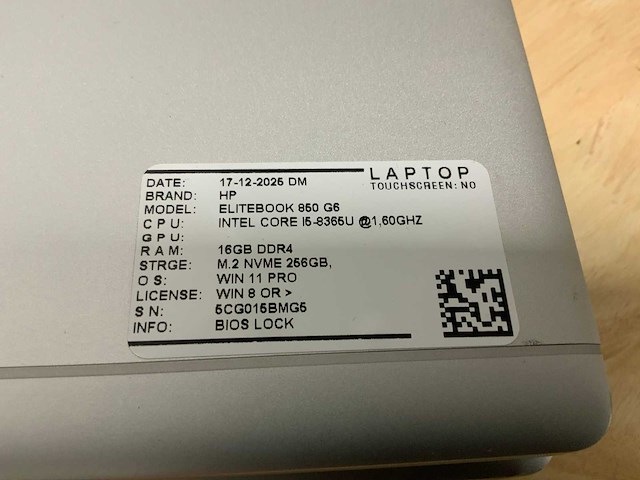 LAPTOP
TOUCHSCREEN: NO
DATE: 17-12-2025 DM
BRAND: HP
MODEL: ELITEBOOK 850 G6
CPU: INTEL CORE I5-8365U @1,60GHZ
GPU:
RAM: 16GB DDR4
STRGE: M.2 NVME 256GB,
OS: WIN 11 PRO
LICENSE: WIN 8 OR >
SN: 5CG015BMG5
INFO: BIOS LOCK